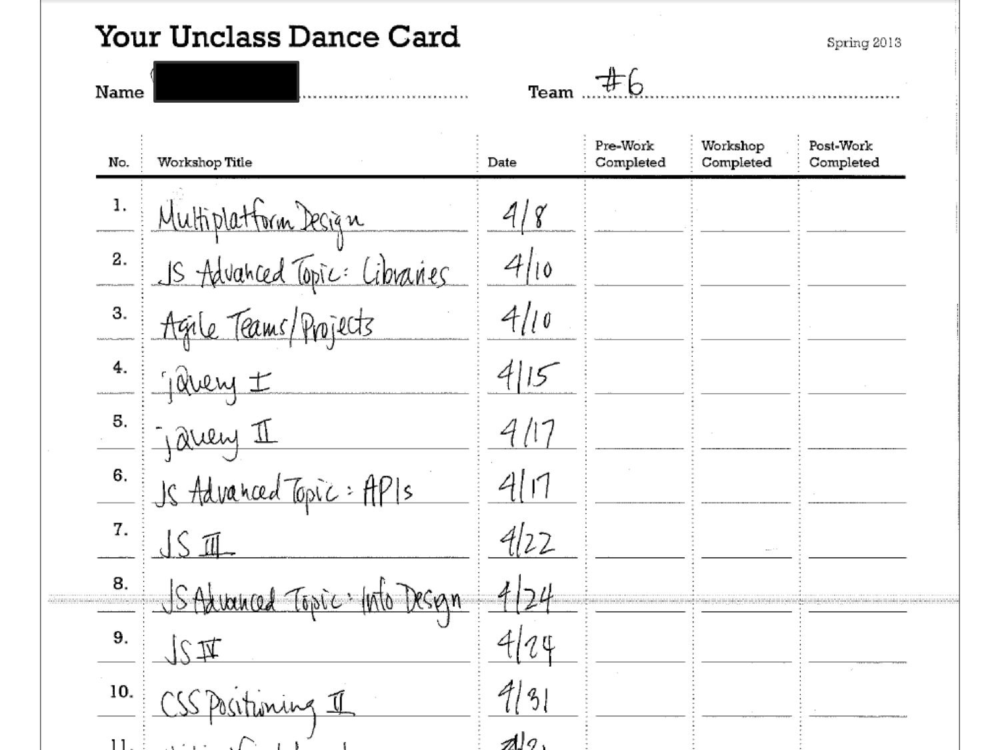 Your Unclass Dance Card
Spring 2013
Name
Team #6
No. Workshop Title Date Pre-Work Completed Workshop Completed Post-Work Completed
1. Multiplatform Design 4/8
2. JS Advanced Topic: Libraries 4/10
3. Agile Teams/Projects 4/10
4. jQuery I 4/15
5. jQuery II 4/17
6. JS Advanced Topic: APIs 4/17
7. JS III 4/22
8. JS Advanced Topic: Info Design 4/24
9. JS IV 4/24
10. CSS Positioning II 4/31
11.